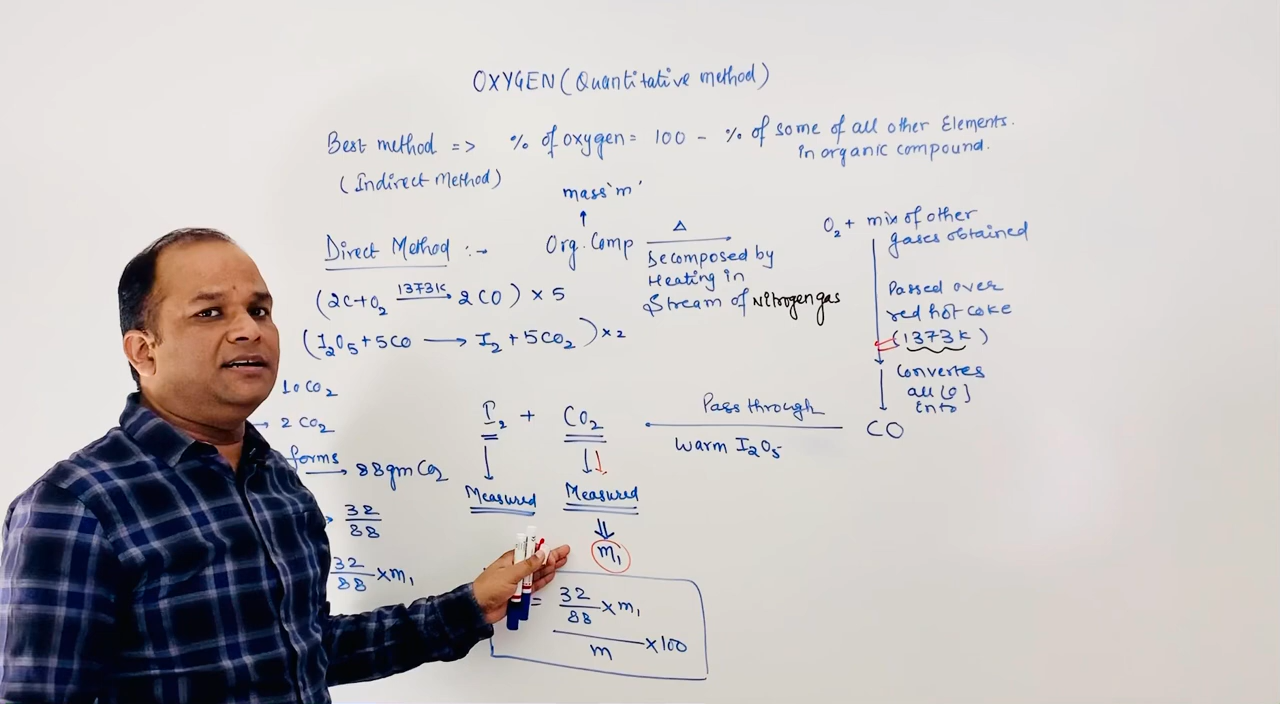 OXYGEN (Quantitative method)
Best method => % of oxygen = 100 - % of some of all other Elements.
in organic compound.
(Indirect Method)
mass 'm'
↑
Direct Method :-
Org. Comp
Δ
Decomposed by
Heating in
Stream of Nitrogen gas
O₂ + mix of other
gases obtained
Passed over
red hot coke
(1373K)
Convertes
all [O]
into
CO
Pass through
Warm I₂O₅
(2C+O₂ 1373K→ 2CO) × 5
(I₂O₅ + 5CO → I₂ + 5CO₂) × 2
10 CO₂
→ 2 CO₂
forms → 88gm CO₂
32/88
32/88 × m₁
I₂ + CO₂
↓ ↓ ↓
Measured Measured
⇓
m₁
= 32/88 × m₁ / m × 100